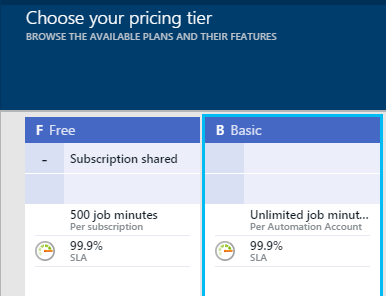 Choose your pricing tier
BROWSE THE AVAILABLE PLANS AND THEIR FEATURES
F Free
- Subscription shared
500 job minutes
Per subscription
99.9%
SLA
B Basic
Unlimited job minut...
Per Automation Account
99.9%
SLA